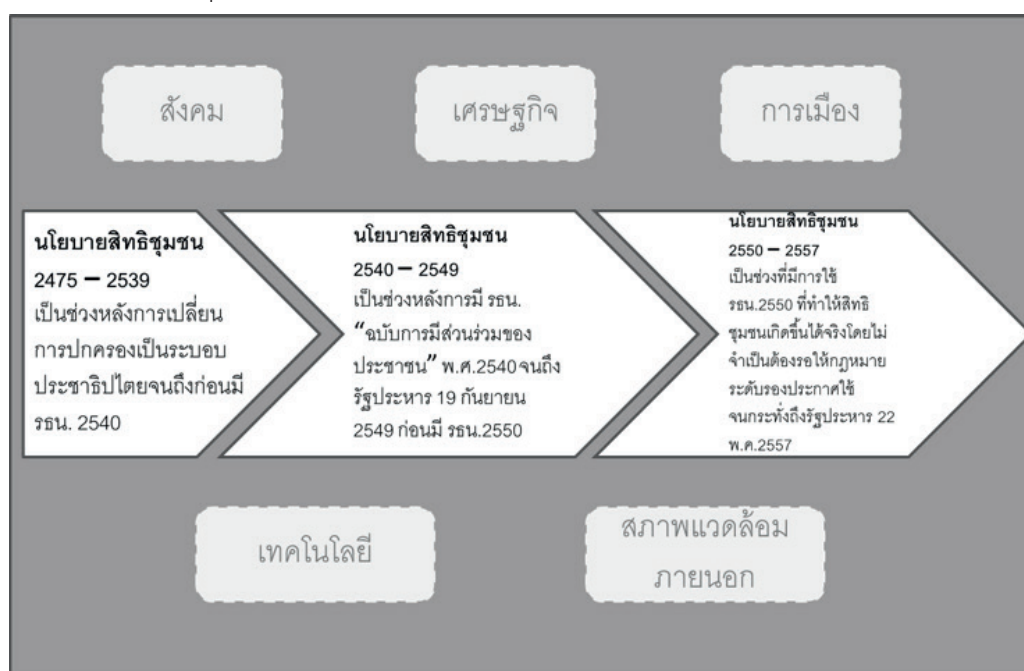 สังคม
เศรษฐกิจ
การเมือง
นโยบายสิทธิชุมชน
2475 – 2539
เป็นช่วงหลังการเปลี่ยน
การปกครองเป็นระบอบ
ประชาธิปไตยจนถึงก่อนมี
รธน. 2540
นโยบายสิทธิชุมชน
2540 – 2549
เป็นช่วงหลังการมี รธน.
“ฉบับการมีส่วนร่วมของ
ประชาชน” พ.ศ.2540 จนถึง
รัฐประหาร 19 กันยายน
2549 ก่อนมี รธน.2550
นโยบายสิทธิชุมชน
2550 – 2557
เป็นช่วงที่มีการใช้
รธน.2550 ที่ทำให้สิทธิ
ชุมชนเกิดขึ้นได้จริงโดยไม่
จำเป็นต้องรอให้กฎหมาย
ระดับรองประกาศใช้
จนกระทั่งถึงรัฐประหาร 22
พ.ค.2557
เทคโนโลยี
สภาพแวดล้อม
ภายนอก